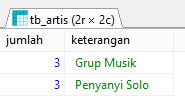 tb_artis (2r × 2c)
jumlah keterangan
3 Grup Musik
3 Penyanyi Solo